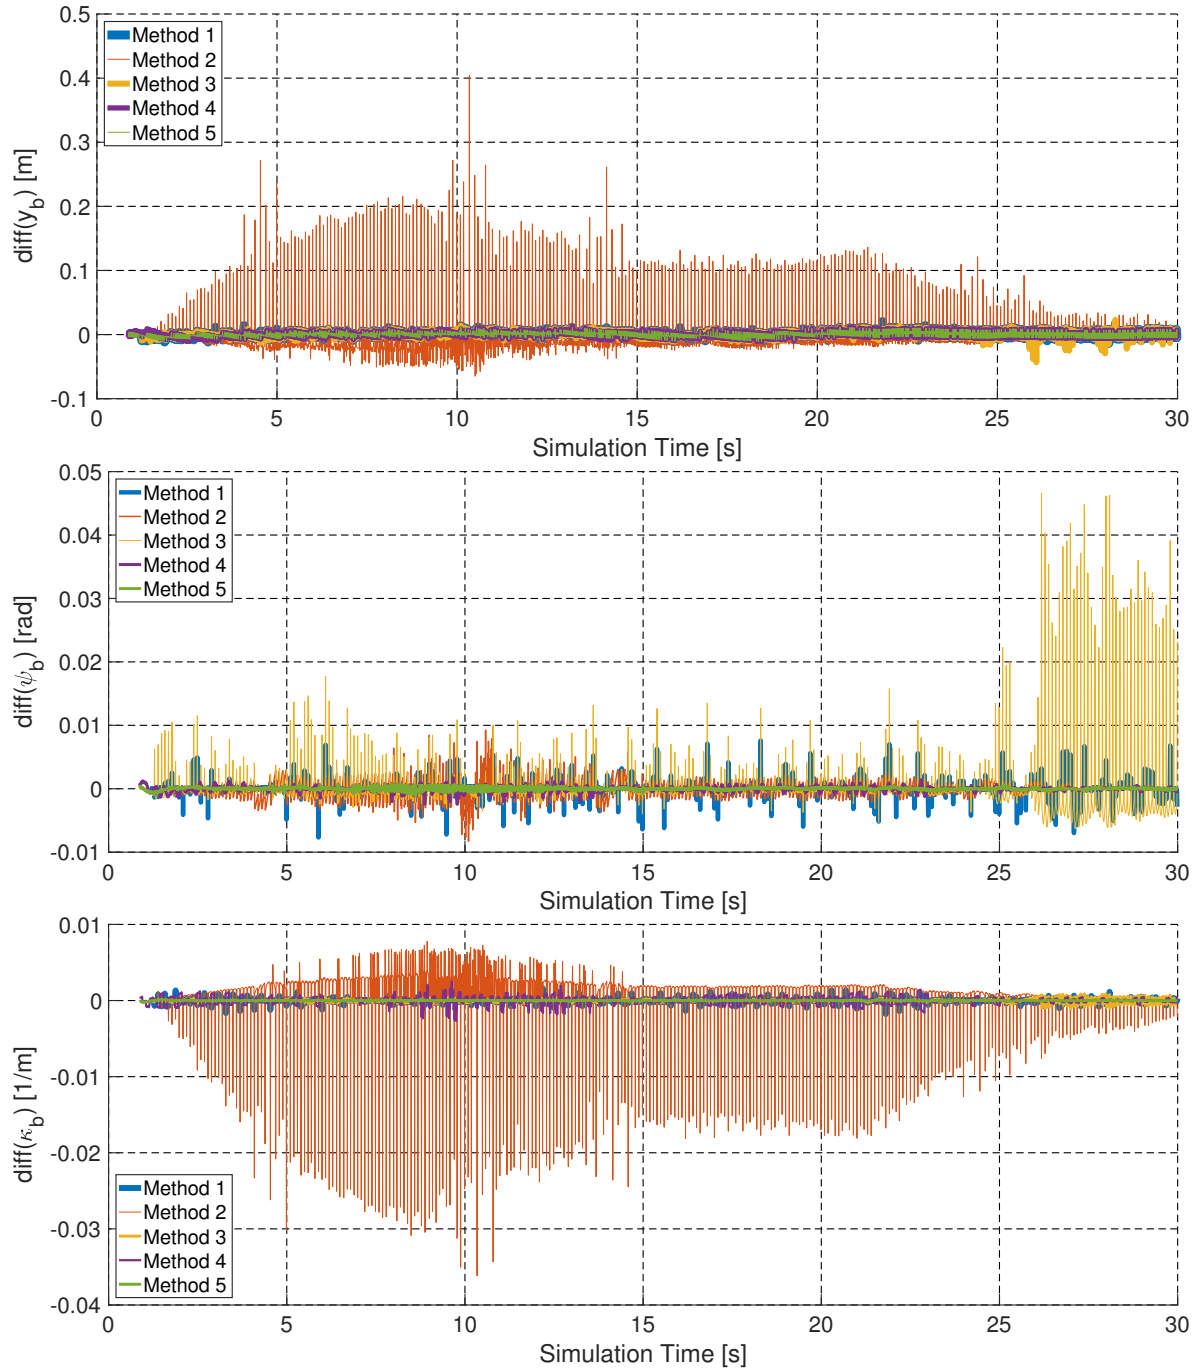 0.5
0.4
0.3
0.2
0.1
0
-0.1
diff(y_b) [m]
Method 1
Method 2
Method 3
Method 4
Method 5
0 5 10 15 20 25 30
Simulation Time [s]
0.05
0.04
0.03
0.02
0.01
0
-0.01
diff(ψ_b) [rad]
Method 1
Method 2
Method 3
Method 4
Method 5
0 5 10 15 20 25 30
Simulation Time [s]
0.01
0
-0.01
-0.02
-0.03
-0.04
diff(κ_b) [1/m]
Method 1
Method 2
Method 3
Method 4
Method 5
0 5 10 15 20 25 30
Simulation Time [s]